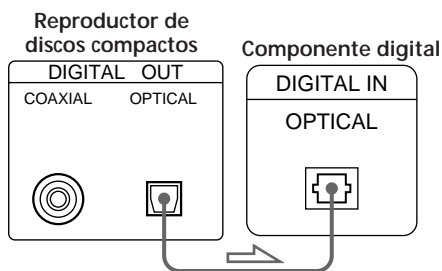 Reproductor de
discos compactos
Componente digital
DIGITAL OUT
COAXIAL OPTICAL
DIGITAL IN
OPTICAL